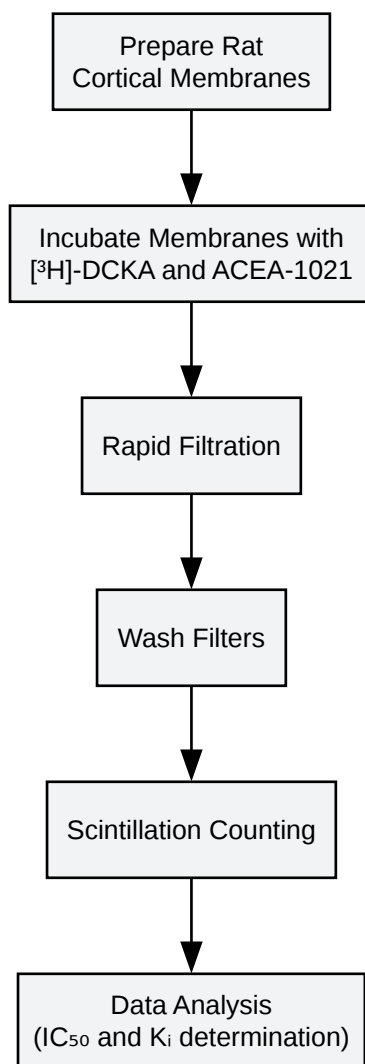 Prepare Rat
Cortical Membranes
Incubate Membranes with
[³H]-DCKA and ACEA-1021
Rapid Filtration
Wash Filters
Scintillation Counting
Data Analysis
(IC₅₀ and Kᵢ determination)